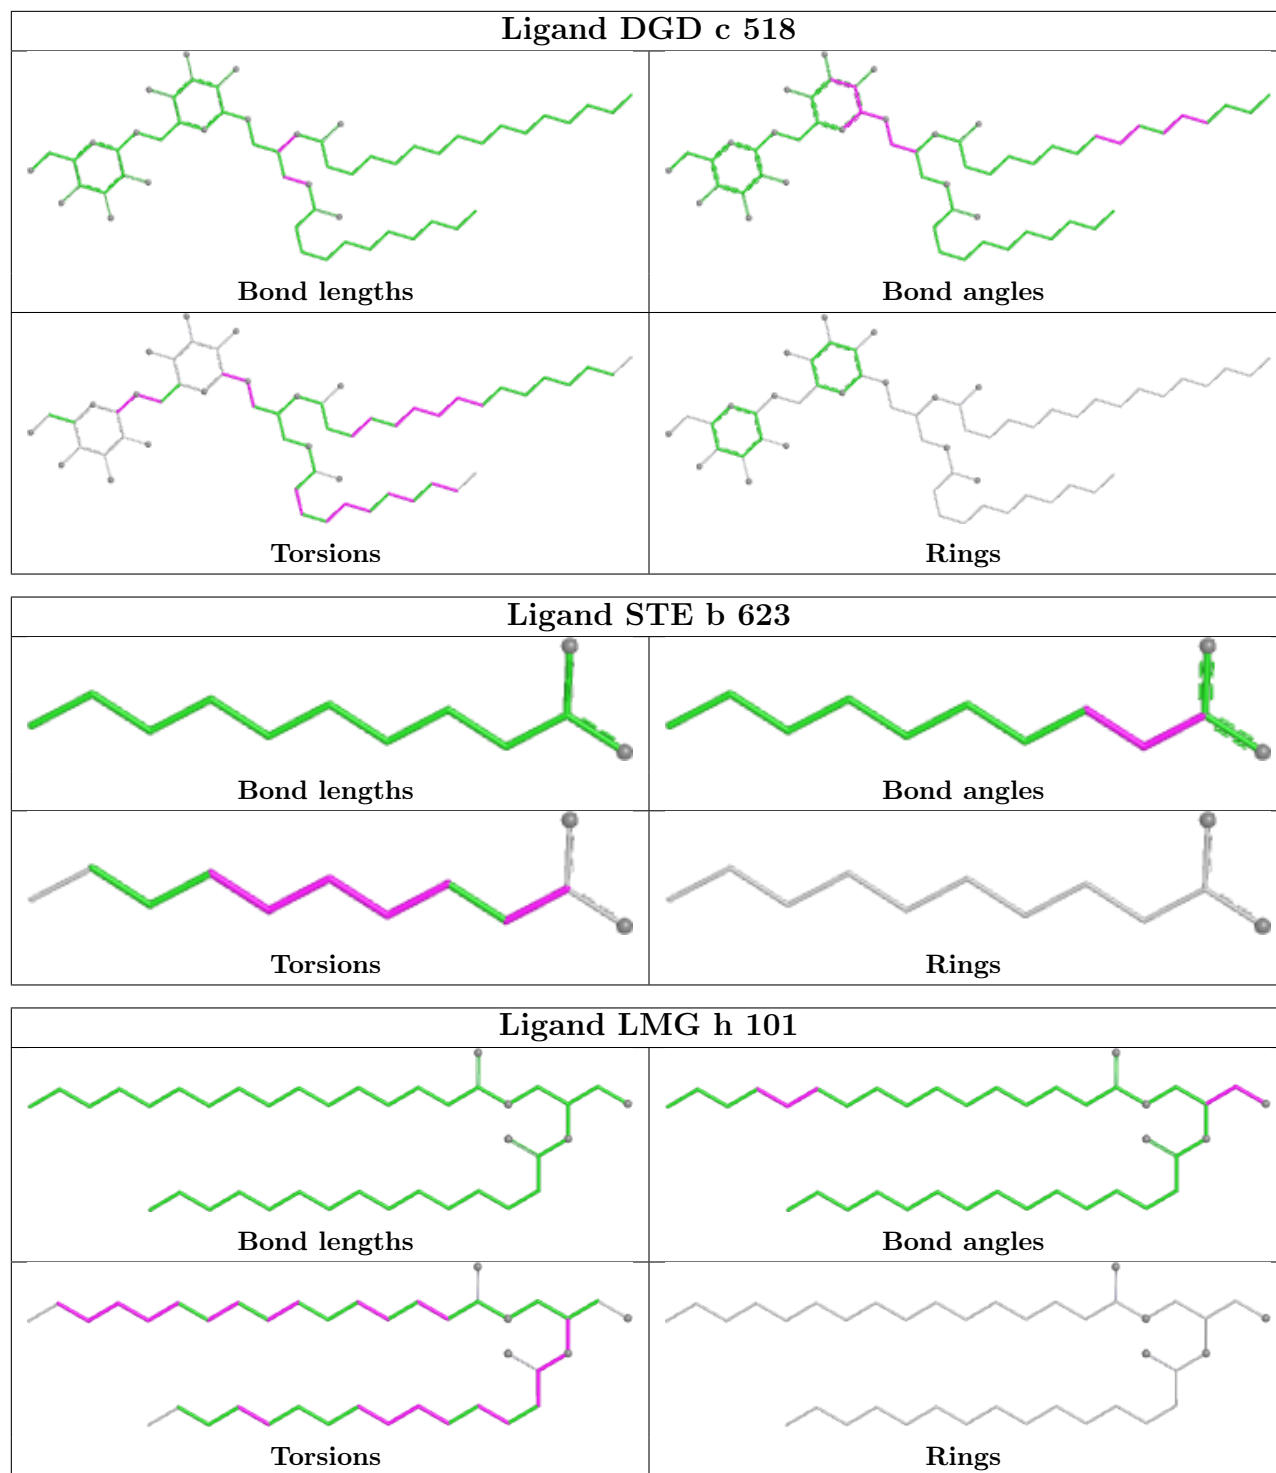 Ligand DGD c 518
Bond lengths
Bond angles
Torsions
Rings
Ligand STE b 623
Bond lengths
Bond angles
Torsions
Rings
Ligand LMG h 101
Bond lengths
Bond angles
Torsions
Rings